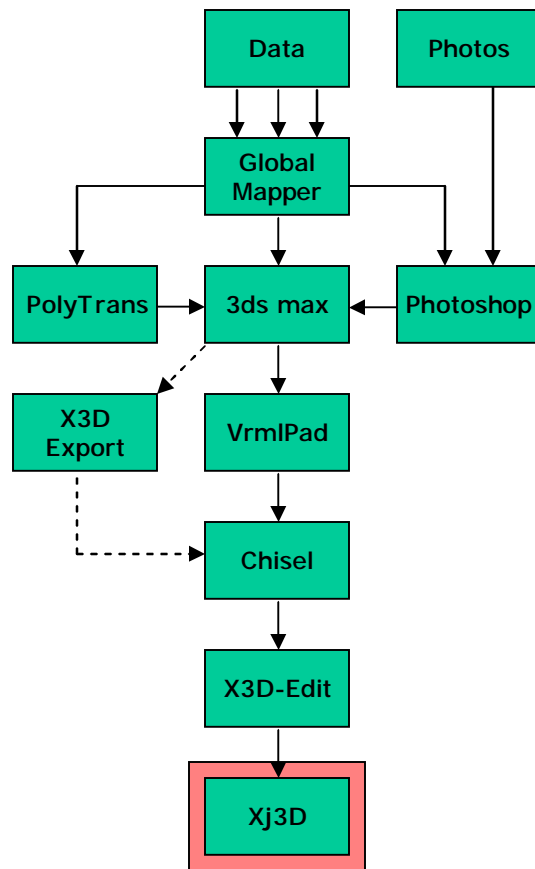 Data
Photos
Global
Mapper
PolyTrans
3ds max
Photoshop
X3D
Export
VrmlPad
Chisel
X3D-Edit
Xj3D